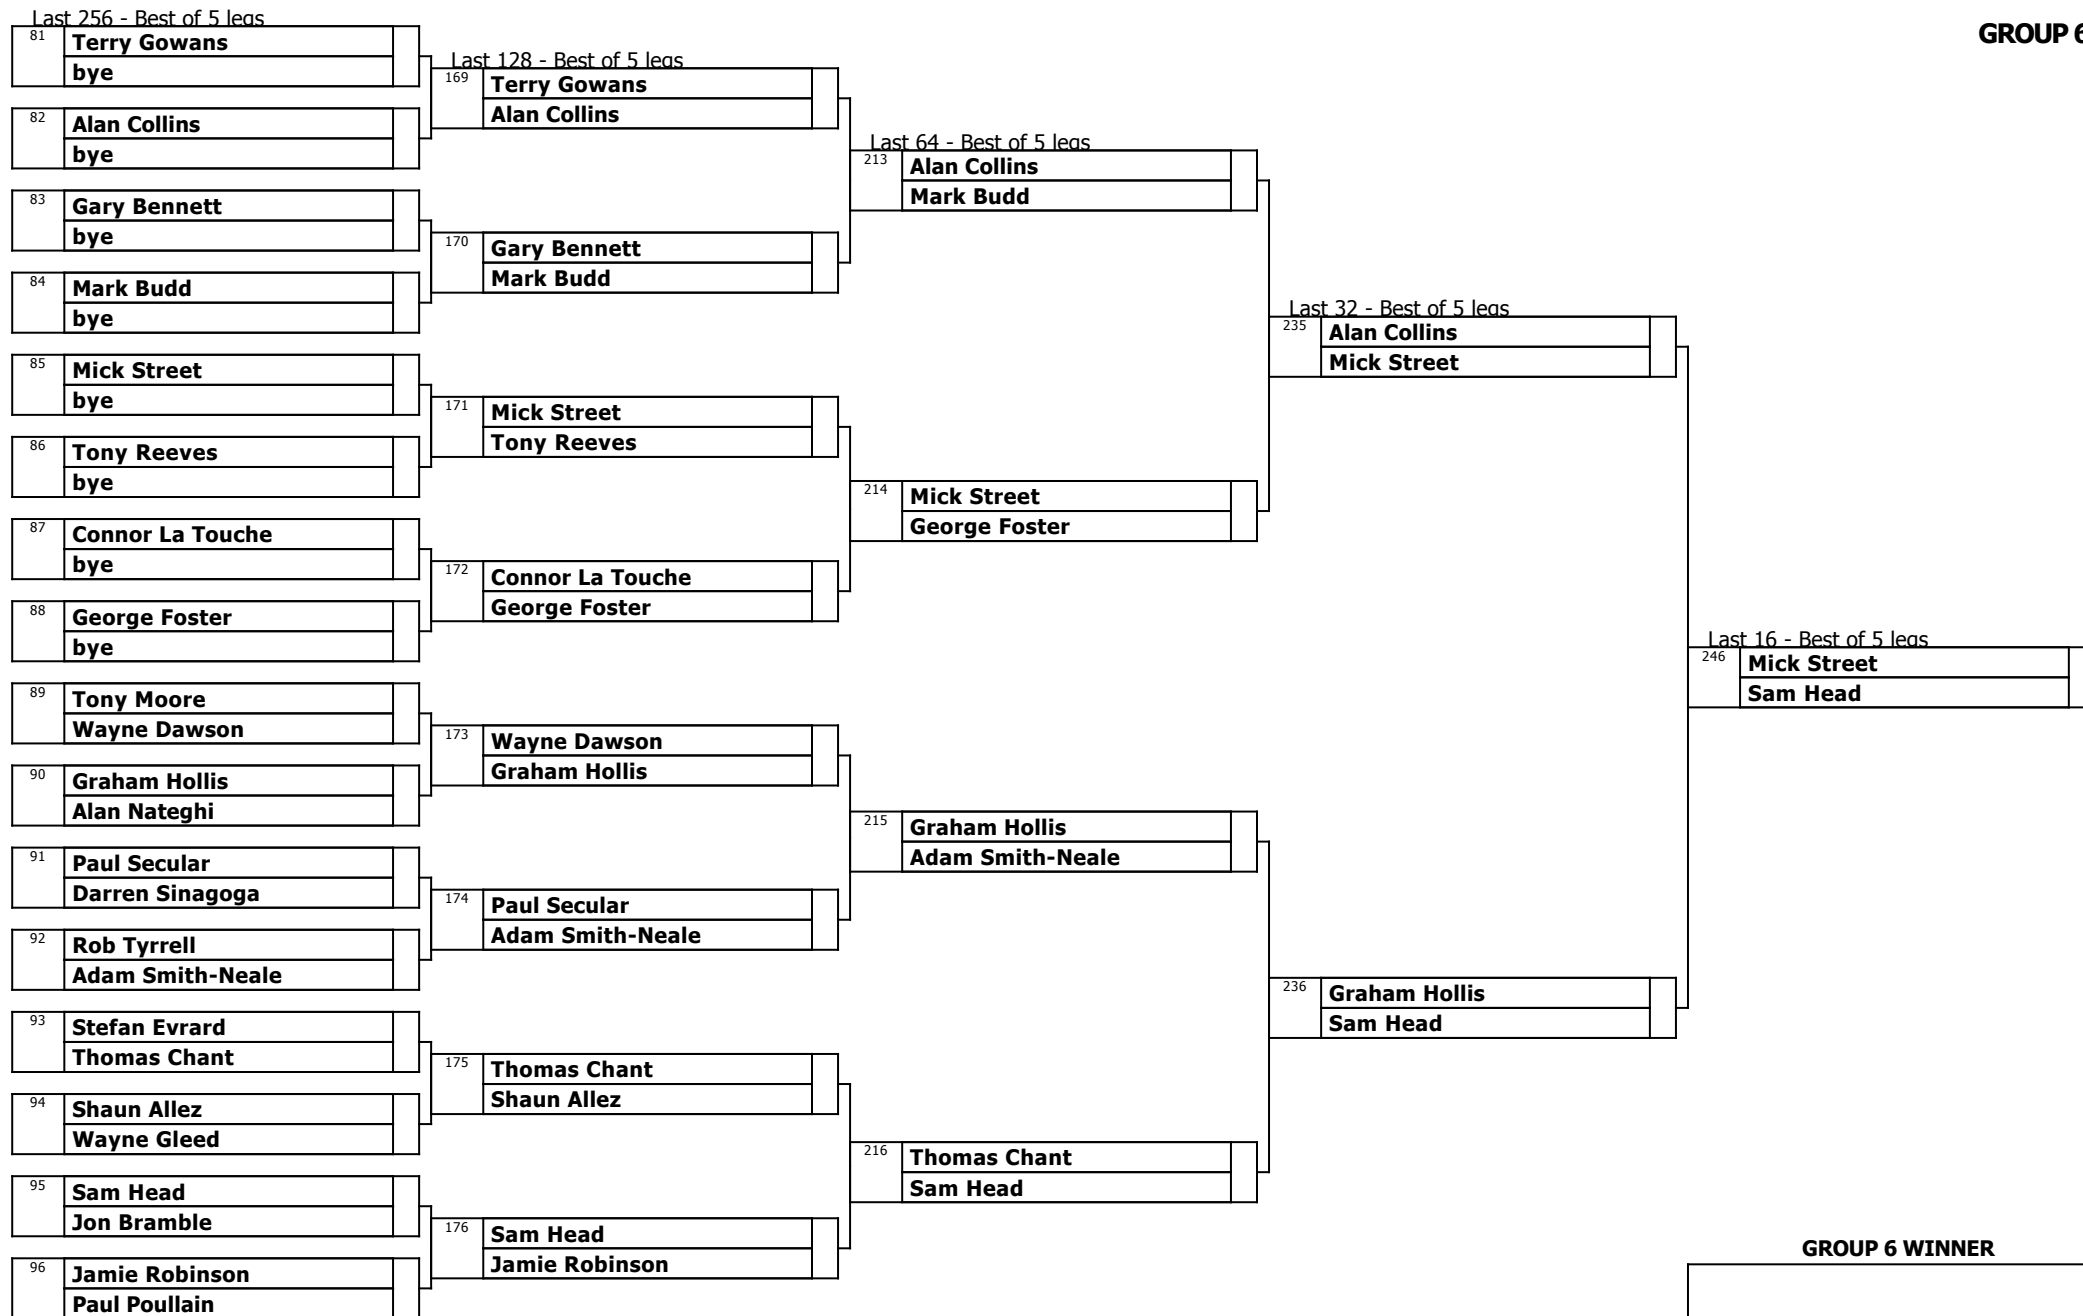 Last 256 - Best of 5 legs
GROUP 6
81
Terry Gowans
bye
82
Alan Collins
bye
83
Gary Bennett
bye
84
Mark Budd
bye
85
Mick Street
bye
86
Tony Reeves
bye
87
Connor La Touche
bye
88
George Foster
bye
89
Tony Moore
Wayne Dawson
90
Graham Hollis
Alan Nateghi
91
Paul Secular
Darren Sinagoga
92
Rob Tyrrell
Adam Smith-Neale
93
Stefan Evrard
Thomas Chant
94
Shaun Allez
Wayne Gleed
95
Sam Head
Jon Bramble
96
Jamie Robinson
Paul Poullain
Last 128 - Best of 5 legs
169
Terry Gowans
Alan Collins
170
Gary Bennett
Mark Budd
171
Mick Street
Tony Reeves
172
Connor La Touche
George Foster
173
Wayne Dawson
Graham Hollis
174
Paul Secular
Adam Smith-Neale
175
Thomas Chant
Shaun Allez
176
Sam Head
Jamie Robinson
Last 64 - Best of 5 legs
213
Alan Collins
Mark Budd
214
Mick Street
George Foster
215
Graham Hollis
Adam Smith-Neale
216
Thomas Chant
Sam Head
Last 32 - Best of 5 legs
235
Alan Collins
Mick Street
236
Graham Hollis
Sam Head
Last 16 - Best of 5 legs
246
Mick Street
Sam Head
GROUP 6 WINNER